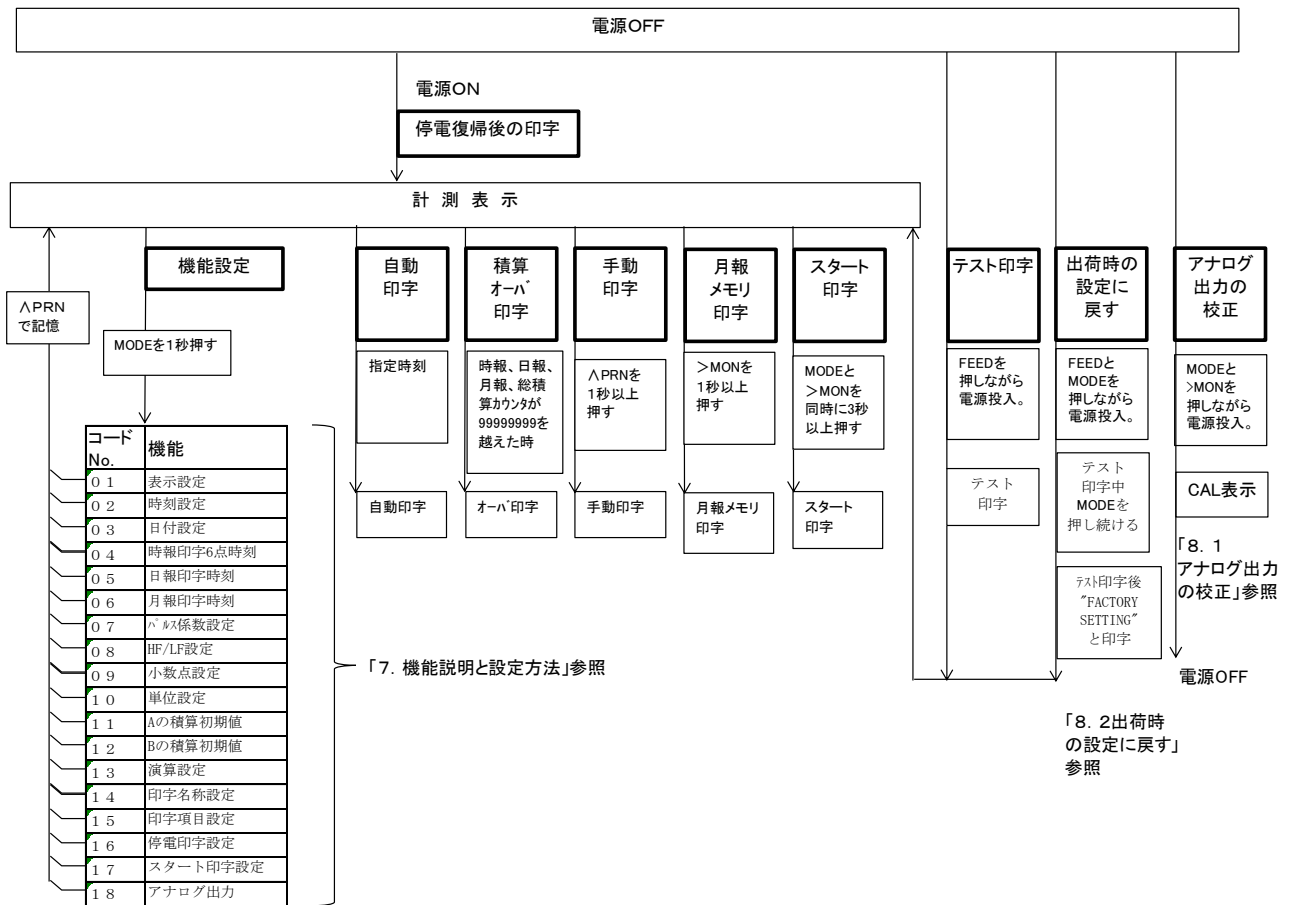 電源OFF
電源ON
停電復帰後の印字
計 測 表 示
∧PRN
で記憶
機能設定
MODEを1秒押す
自動
印字
指定時刻
自動印字
積算
オーバ
印字
時報、日報、
月報、総積
算カウンタが
99999999を
越えた時
オーバ印字
手動
印字
∧PRNを
1秒以上
押す
手動印字
月報
メモリ
印字
>MONを
1秒以上
押す
月報メモリ
印字
スタート
印字
MODEと
>MONを
同時に3秒
以上押す
スタート
印字
テスト印字
FEEDを
押しながら
電源投入。
テスト
印字
出荷時の
設定に
戻す
FEEDと
MODEを
押しながら
電源投入。
テスト
印字中
MODEを
押し続ける
テスト印字後
"FACTORY
SETTING"
と印字
「8.2出荷時
の設定に戻す」
参照
アナログ
出力の
校正
MODEと
>MONを
押しながら
電源投入。
CAL表示
「8.1
アナログ出力
の校正」参照
電源OFF
コード
No.
機能
01 表示設定
02 時刻設定
03 日付設定
04 時報印字6点時刻
05 日報印字時刻
06 月報印字時刻
07 パルス係数設定
08 HF/LF設定
09 小数点設定
10 単位設定
11 Aの積算初期値
12 Bの積算初期値
13 演算設定
14 印字名称設定
15 印字項目設定
16 停電印字設定
17 スタート印字設定
18 アナログ出力
「7.機能説明と設定方法」参照